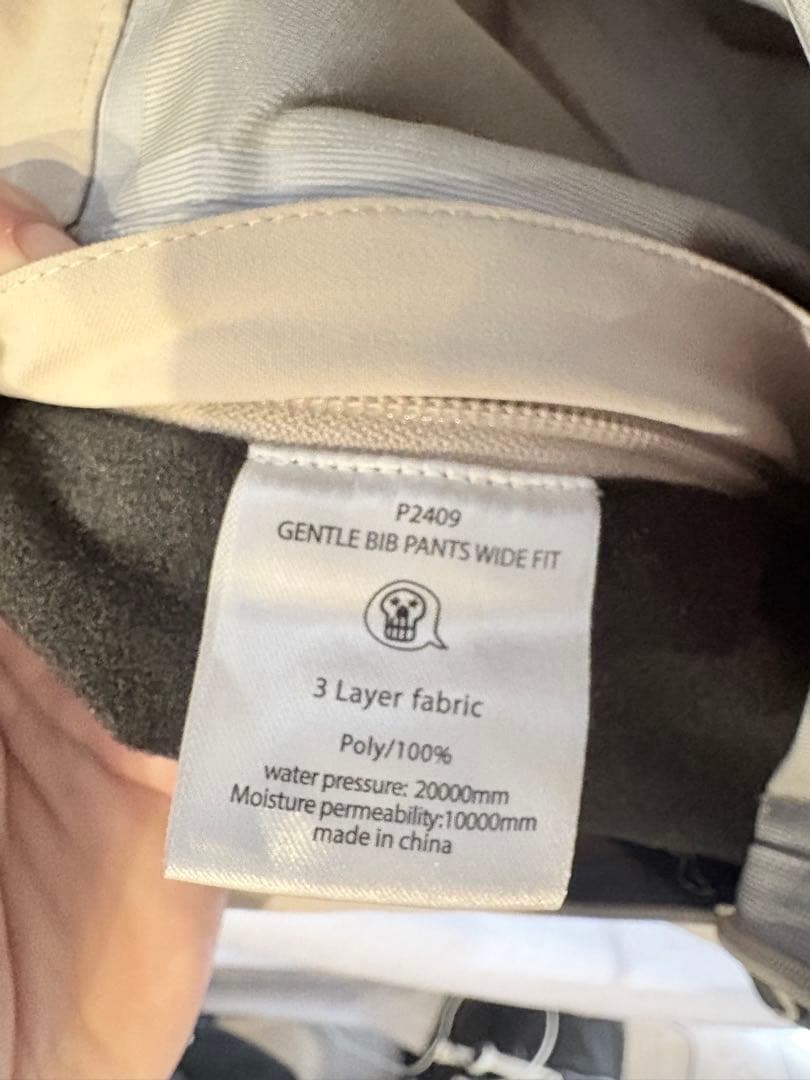 P2409
GENTLE BIB PANTS WIDE FIT
3 Layer fabric
Poly/100%
water pressure: 20000mm
Moisture permeability:10000mm
made in china